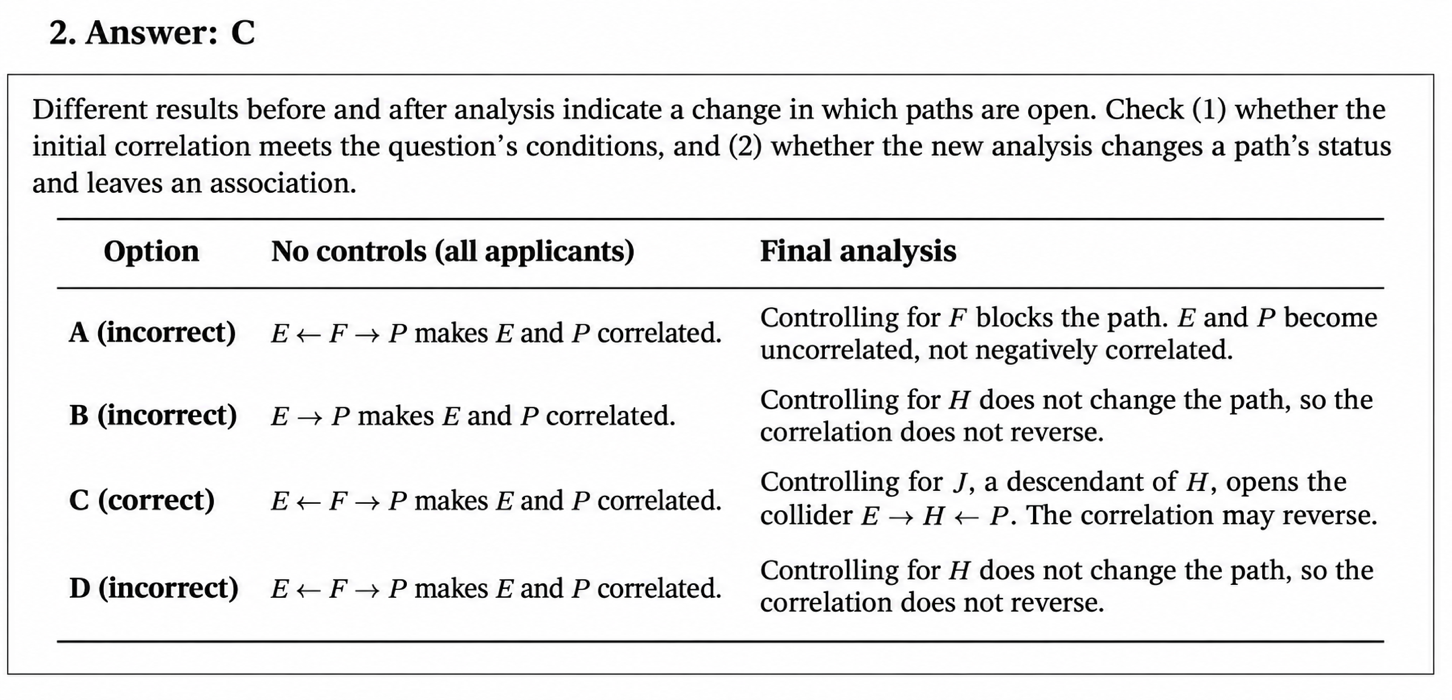 2. Answer: C
Different results before and after analysis indicate a change in which paths are open. Check (1) whether the
initial correlation meets the question's conditions, and (2) whether the new analysis changes a path's status
and leaves an association.
Option No controls (all applicants) Final analysis
A (incorrect) E ← F → P makes E and P correlated. Controlling for F blocks the path. E and P become
uncorrelated, not negatively correlated.
B (incorrect) E → P makes E and P correlated. Controlling for H does not change the path, so the
correlation does not reverse.
C (correct) E ← F → P makes E and P correlated. Controlling for J, a descendant of H, opens the
collider E → H ← P. The correlation may reverse.
D (incorrect) E ← F → P makes E and P correlated. Controlling for H does not change the path, so the
correlation does not reverse.